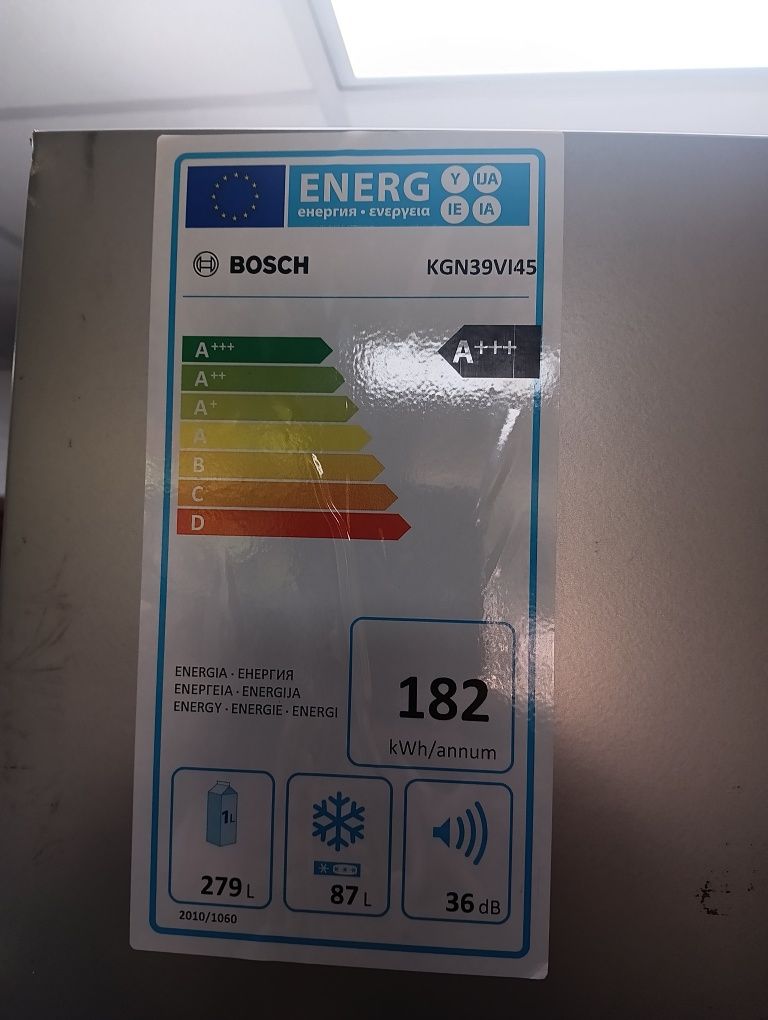 ENERG Y IJA
енергия · ενεργεια IE IA
BOSCH KGN39VI45
A+++ A+++
A++
A+
A
B
C
D
ENERGIA · ЕНЕРГИЯ
ΕΝΕΡΓΕΙΑ · ENERGIJA
ENERGY · ENERGIE · ENERGI
182
kWh/annum
1L
279 L 87 L 36 dB
2010/1060